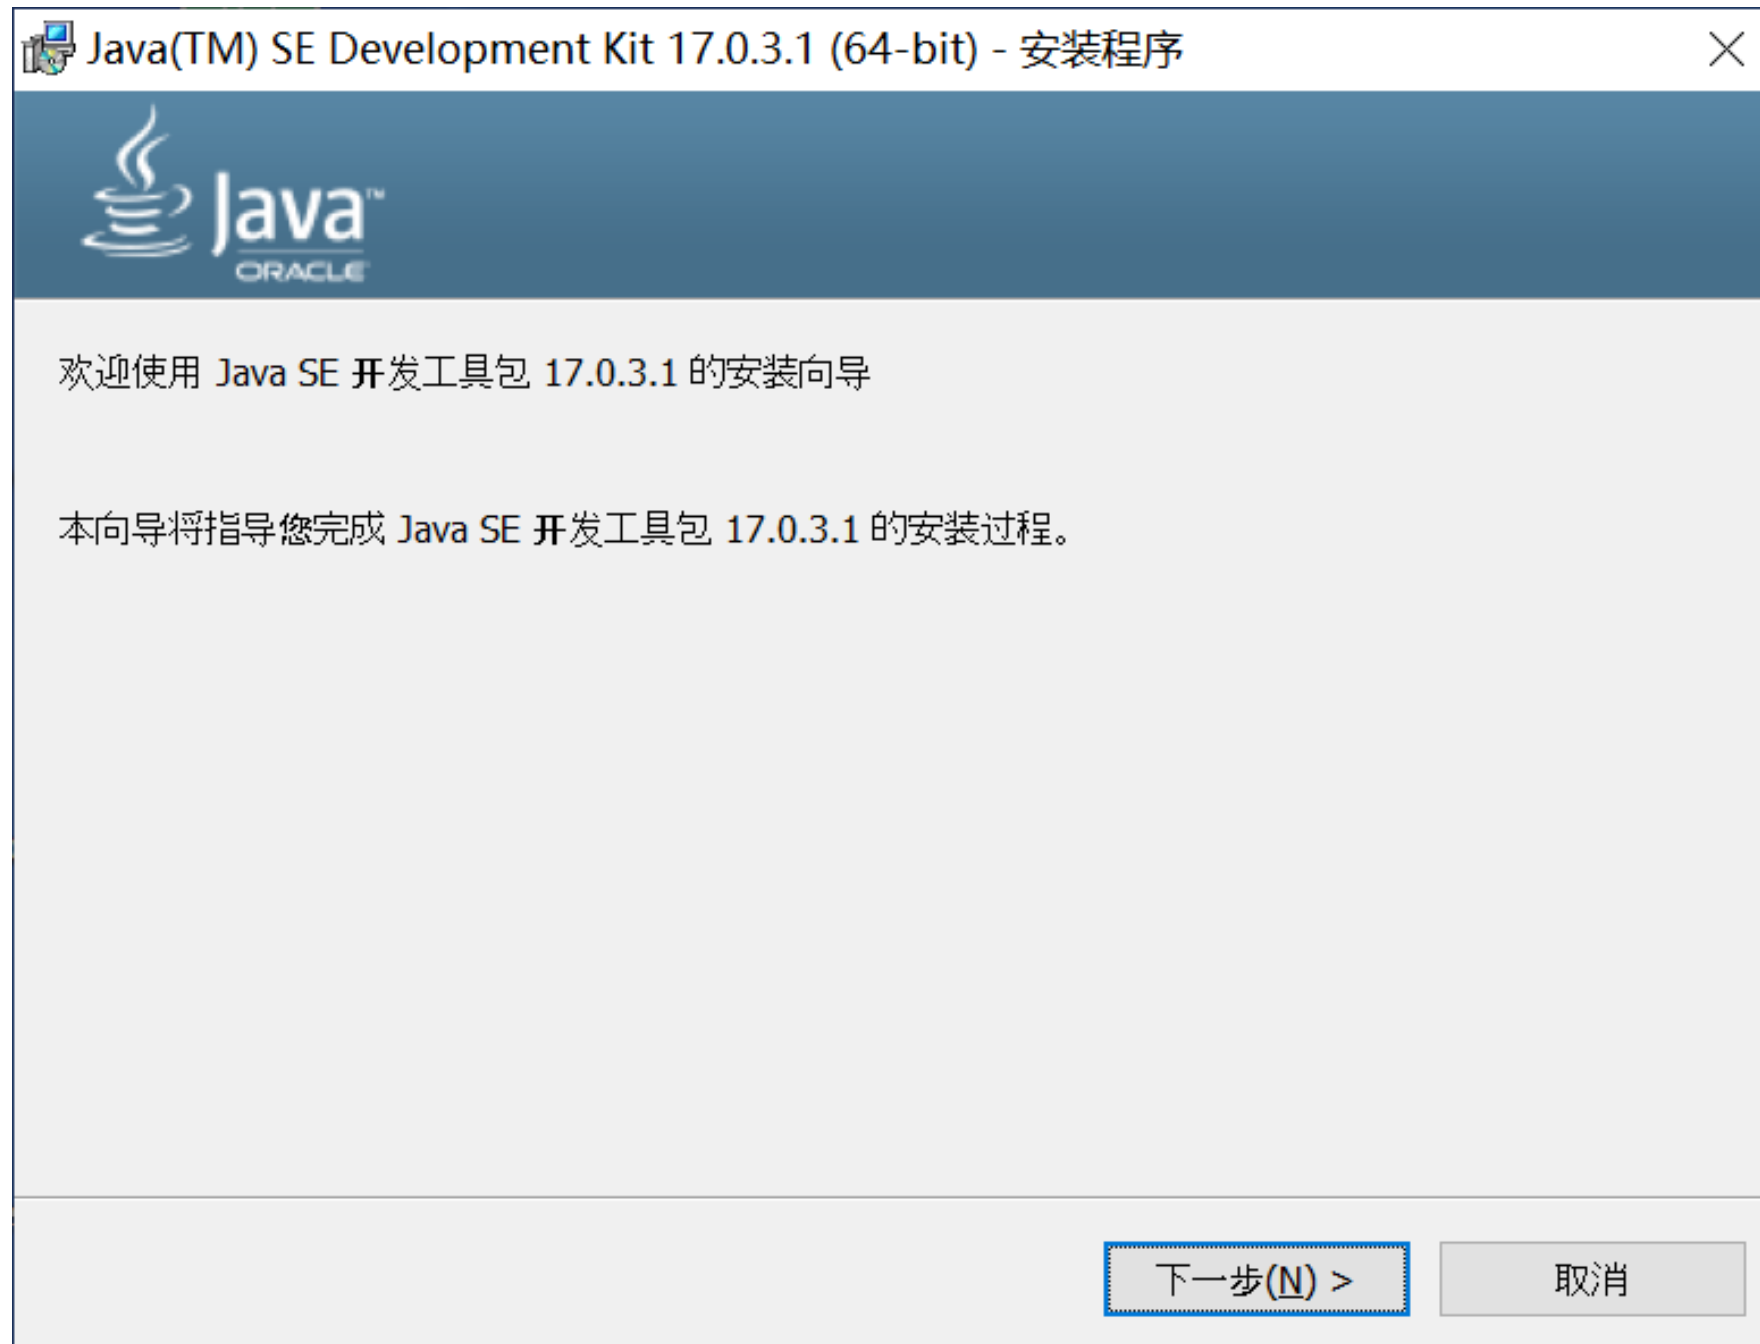 Java(TM) SE Development Kit 17.0.3.1 (64-bit) - 安装程序
Java™
ORACLE
欢迎使用 Java SE 开发工具包 17.0.3.1 的安装向导
本向导将指导您完成 Java SE 开发工具包 17.0.3.1 的安装过程。
下一步(N) >
取消